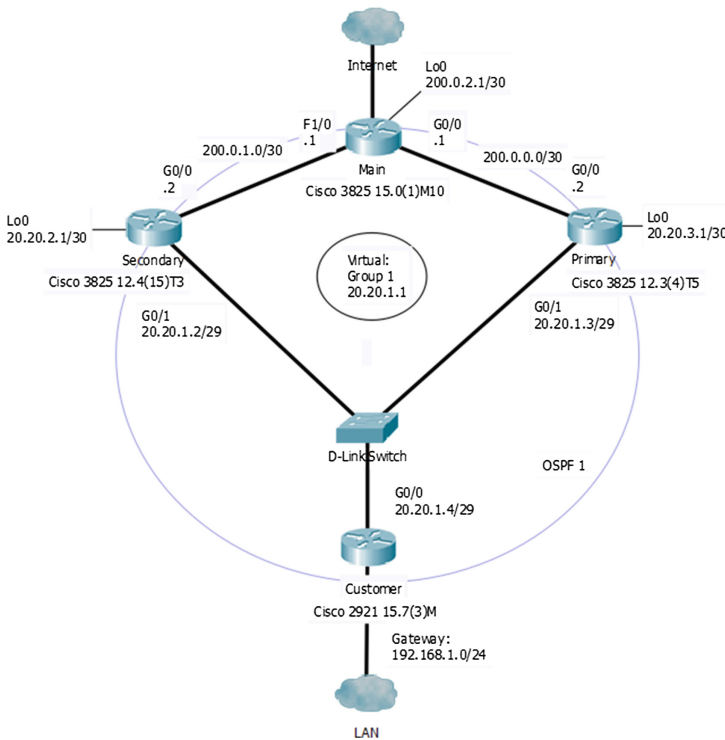 Internet
Lo0
200.0.2.1/30
F1/0
.1
G0/0
.1
200.0.1.0/30
200.0.0.0/30
G0/0
.2
Main
Cisco 3825 15.0(1)M10
G0/0
.2
Lo0
20.20.2.1/30
Lo0
20.20.3.1/30
Secondary
Cisco 3825 12.4(15)T3
Virtual:
Group 1
20.20.1.1
Primary
Cisco 3825 12.3(4)T5
G0/1
20.20.1.2/29
G0/1
20.20.1.3/29
D-Link Switch
OSPF 1
G0/0
20.20.1.4/29
Customer
Cisco 2921 15.7(3)M
Gateway:
192.168.1.0/24
LAN